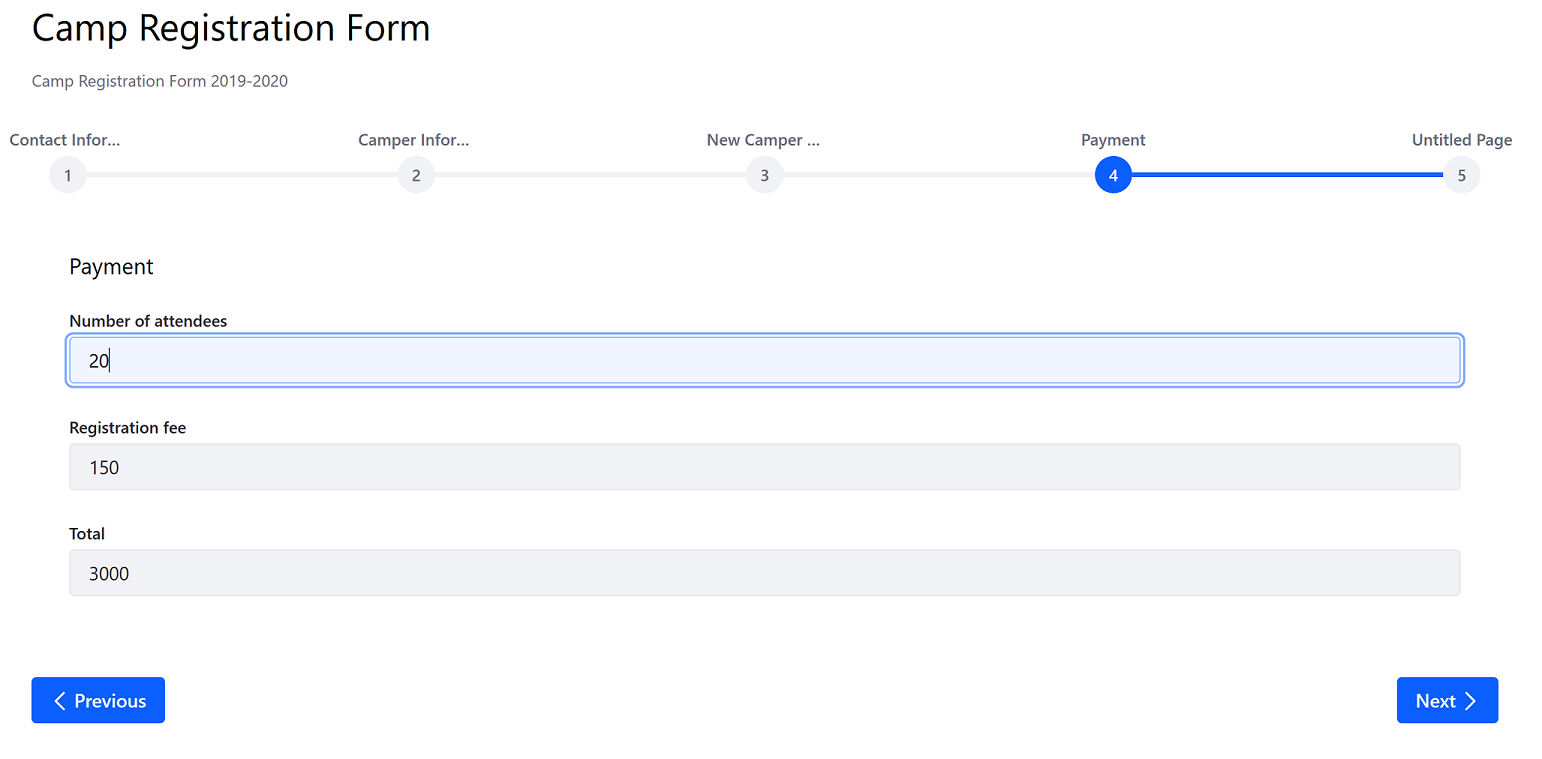 Camp Registration Form
Camp Registration Form 2019-2020
Contact Infor... Camper Infor... New Camper ... Payment Untitled Page
1 2 3 4 5
Payment
Number of attendees
20
Registration fee
150
Total
3000
Previous Next